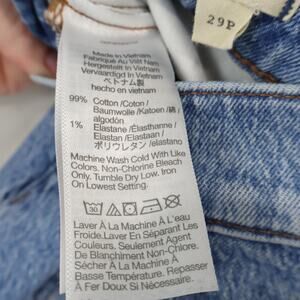 29P
Made in Vietnam
Fabriqué Au Viêt Nam
Hergestellt In Vietnam
Vervaardigd In Vietnam
ベトナム製
hecho en vietnam
99% Cotton /Coton /
Baumwolle /Katoen /綿 /
algodón
1% Elastane /Élasthanne /
Elastan /Elastaan /
ポリウレタン /elastano
Machine Wash Cold With Like
Colors. Non-Chlorine Bleach
Only. Tumble Dry Low. Iron
On Lowest Setting.
30
Laver À La Machine À L'eau
Froide.Laver En Séparant Les
Couleurs. Seulement Agent
De Blanchiment Non-Chloré.
Sécher À La Machine À
Basse Température. Repasser
À Fer Doux Si Nécessaire.